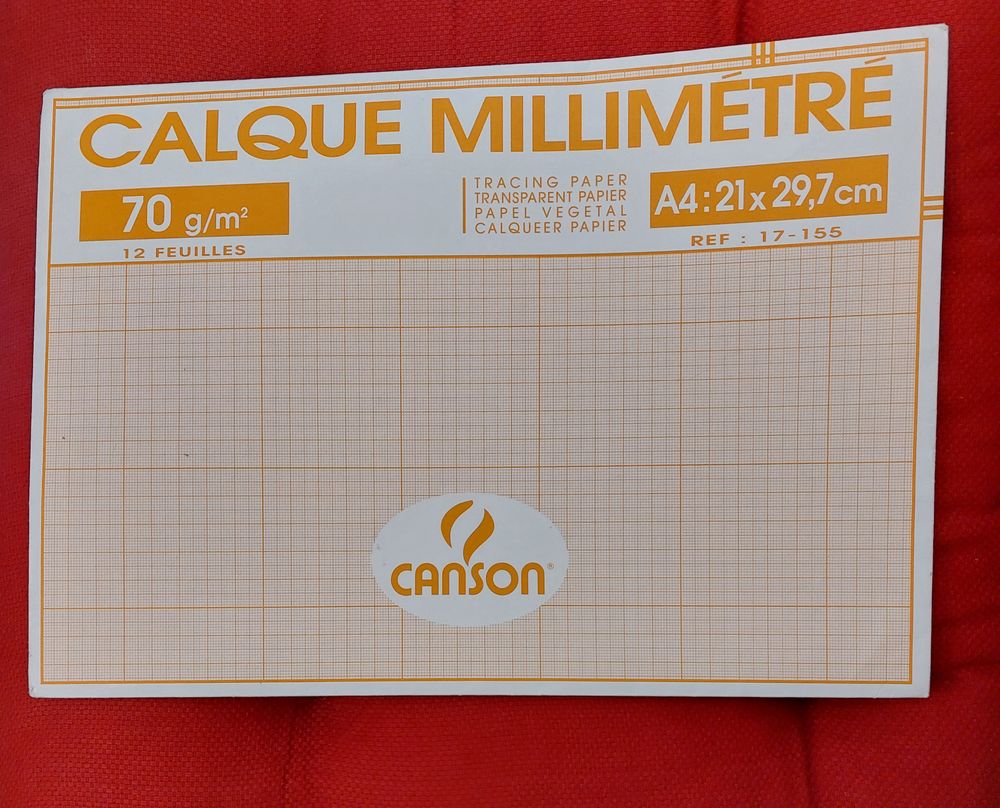 CALQUE MILLIMÉTRÉ
70 g/m²
12 FEUILLES
TRACING PAPER
TRANSPARENT PAPIER
PAPEL VEGETAL
CALQUEER PAPIER
A4 : 21 x 29,7 cm
REF : 17-155
CANSON®